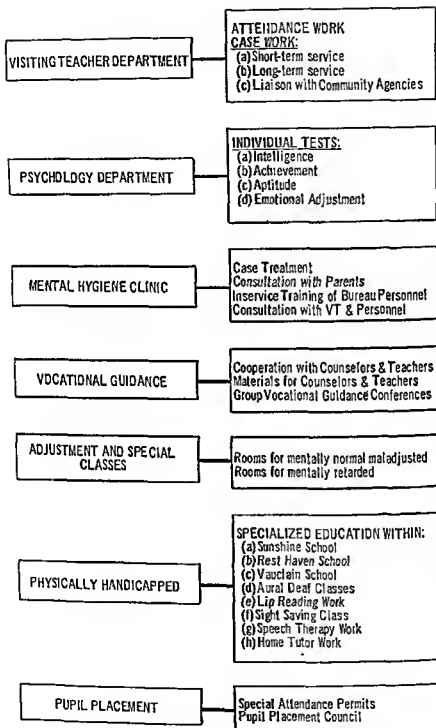 VISITING TEACHER DEPARTMENT
ATTENDANCE WORK
CASE WORK:
(a) Short-term service
(b) Long-term service
(c) Liaison with Community Agencies
PSYCHOLOGY DEPARTMENT
INDIVIDUAL TESTS:
(a) Intelligence
(b) Achievement
(c) Aptitude
(d) Emotional Adjustment
MENTAL HYGIENE CLINIC
Case Treatment
Consultation with Parents
Inservice Training of Bureau Personnel
Consultation with VT & Personnel
VOCATIONAL GUIDANCE
Cooperation with Counselors & Teachers
Materials for Counselors & Teachers
Group Vocational Guidance Conferences
ADJUSTMENT AND SPECIAL
CLASSES
Rooms for mentally normal maladjusted
Rooms for mentally retarded
PHYSICALLY HANDICAPPED
SPECIALIZED EDUCATION WITHIN:
(a) Sunshine School
(b) Rest Haven School
(c) Vauclain School
(d) Aural Deaf Classes
(e) Lip Reading Work
(f) Sight Saving Class
(g) Speech Therapy Work
(h) Home Tutor Work
PUPIL PLACEMENT
Special Attendance Permits
Pupil Placement Council